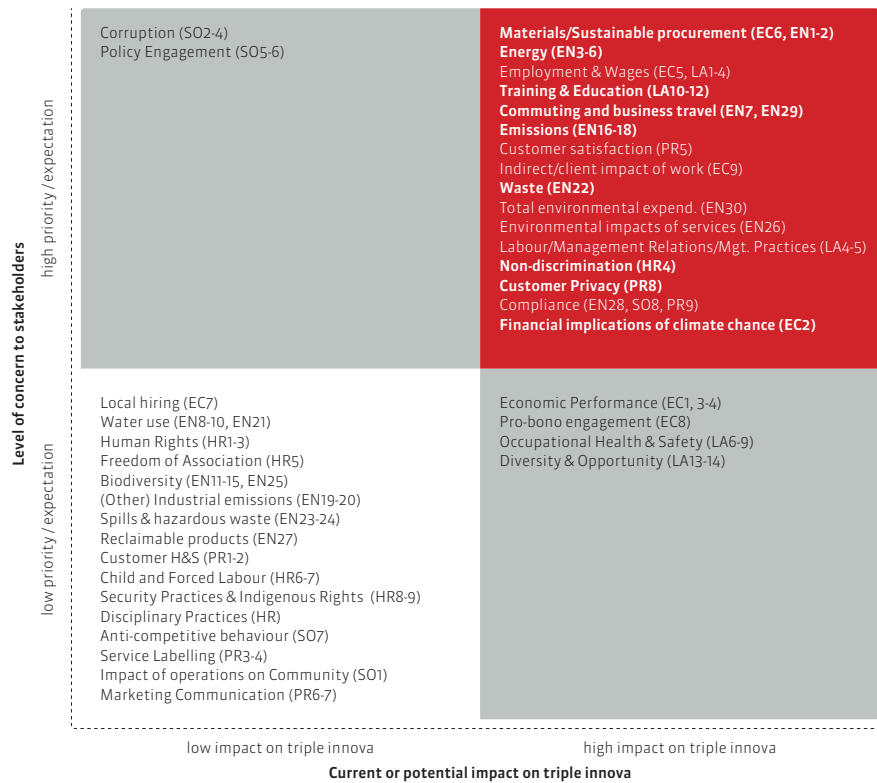 Level of concern to stakeholders
high priority / expectation
low priority / expectation
Corruption (SO2-4)
Policy Engagement (SO5-6)
Materials/Sustainable procurement (EC6, EN1-2)
Energy (EN3-6)
Employment & Wages (EC5, LA1-4)
Training & Education (LA10-12)
Commuting and business travel (EN7, EN29)
Emissions (EN16-18)
Customer satisfaction (PR5)
Indirect/client impact of work (EC9)
Waste (EN22)
Total environmental expend. (EN30)
Environmental impacts of services (EN26)
Labour/Management Relations/Mgt. Practices (LA4-5)
Non-discrimination (HR4)
Customer Privacy (PR8)
Compliance (EN28, SO8, PR9)
Financial implications of climate chance (EC2)
Local hiring (EC7)
Water use (EN8-10, EN21)
Human Rights (HR1-3)
Freedom of Association (HR5)
Biodiversity (EN11-15, EN25)
(Other) Industrial emissions (EN19-20)
Spills & hazardous waste (EN23-24)
Reclaimable products (EN27)
Customer H&S (PR1-2)
Child and Forced Labour (HR6-7)
Security Practices & Indigenous Rights (HR8-9)
Disciplinary Practices (HR)
Anti-competitive behaviour (SO7)
Service Labelling (PR3-4)
Impact of operations on Community (SO1)
Marketing Communication (PR6-7)
Economic Performance (EC1, 3-4)
Pro-bono engagement (EC8)
Occupational Health & Safety (LA6-9)
Diversity & Opportunity (LA13-14)
low impact on triple innova
high impact on triple innova
Current or potential impact on triple innova